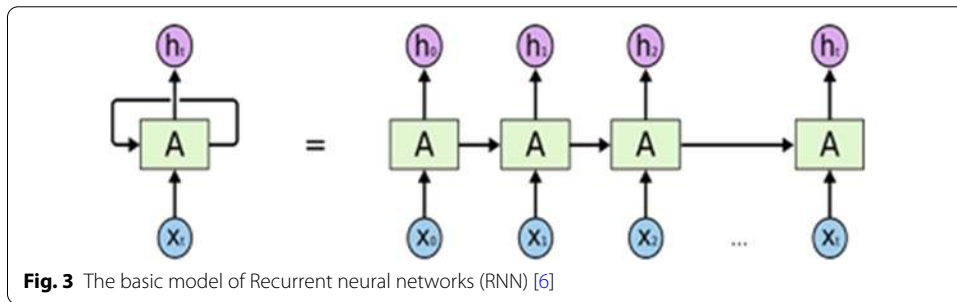 hₜ h₀ h₁ h₂ hₜ
A = A A A A
xₜ x₀ x₁ x₂ ... xₜ
Fig. 3 The basic model of Recurrent neural networks (RNN) [6]